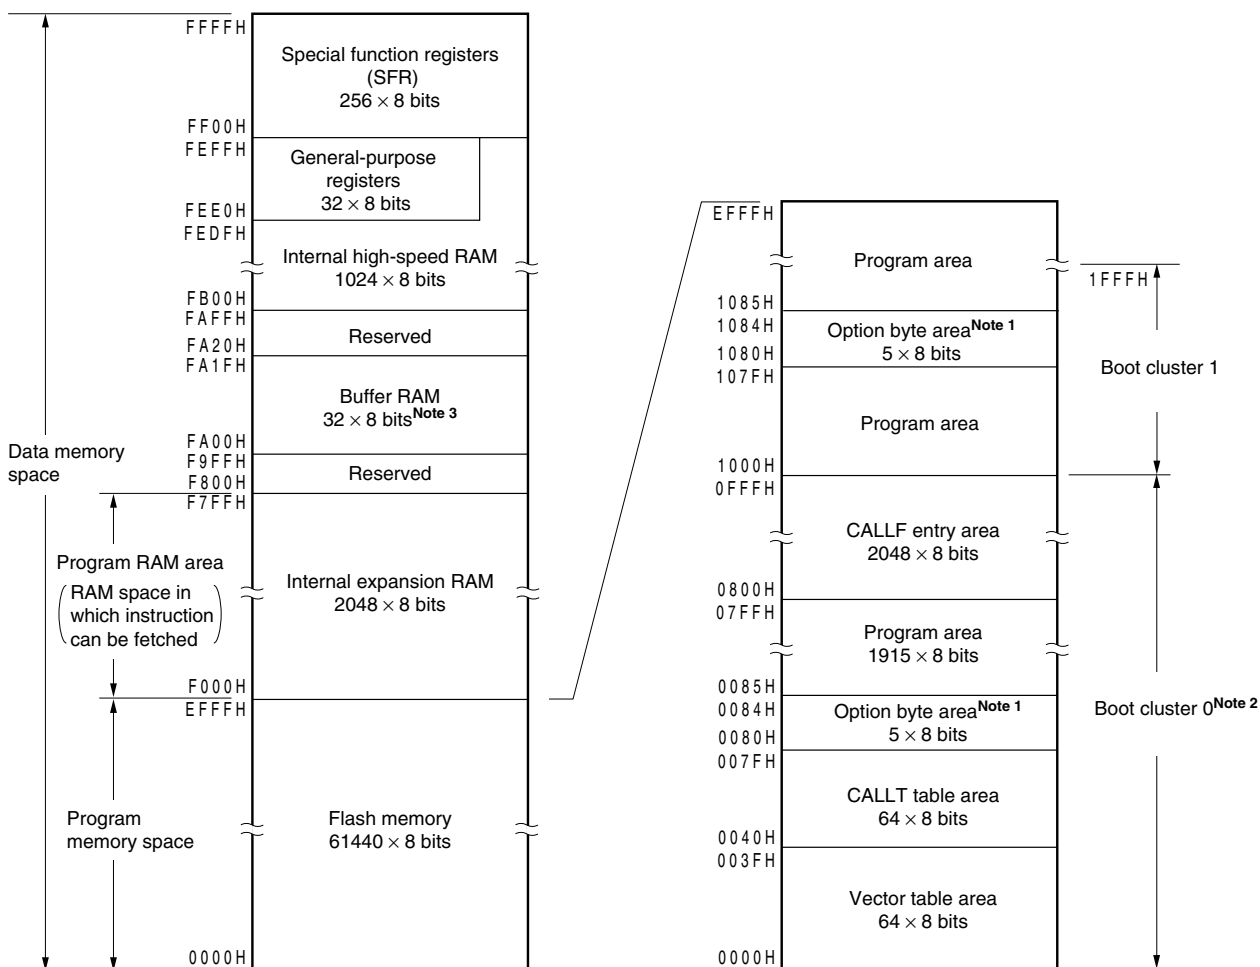 FFFFH
Special function registers
(SFR)
256 × 8 bits
FF00H
FEFFH
General-purpose
registers
32 × 8 bits
FEE0H
FEDFH
Internal high-speed RAM
1024 × 8 bits
FB00H
FAFFH
Reserved
FA20H
FA1FH
Buffer RAM
32 × 8 bitsNote 3
FA00H
F9FFH
Reserved
F800H
F7FFH
Internal expansion RAM
2048 × 8 bits
F000H
EFFFH
Flash memory
61440 × 8 bits
0000H
Data memory
space
Program RAM area
(RAM space in
which instruction
can be fetched)
Program
memory space
EFFFH
Program area
1FFFH
1085H
1084H
Option byte areaNote 1
5 × 8 bits
1080H
107FH
Boot cluster 1
Program area
1000H
0FFFH
CALLF entry area
2048 × 8 bits
0800H
07FFH
Program area
1915 × 8 bits
0085H
0084H
Option byte areaNote 1
5 × 8 bits
0080H
007FH
Boot cluster 0Note 2
CALLT table area
64 × 8 bits
0040H
003FH
Vector table area
64 × 8 bits
0000H